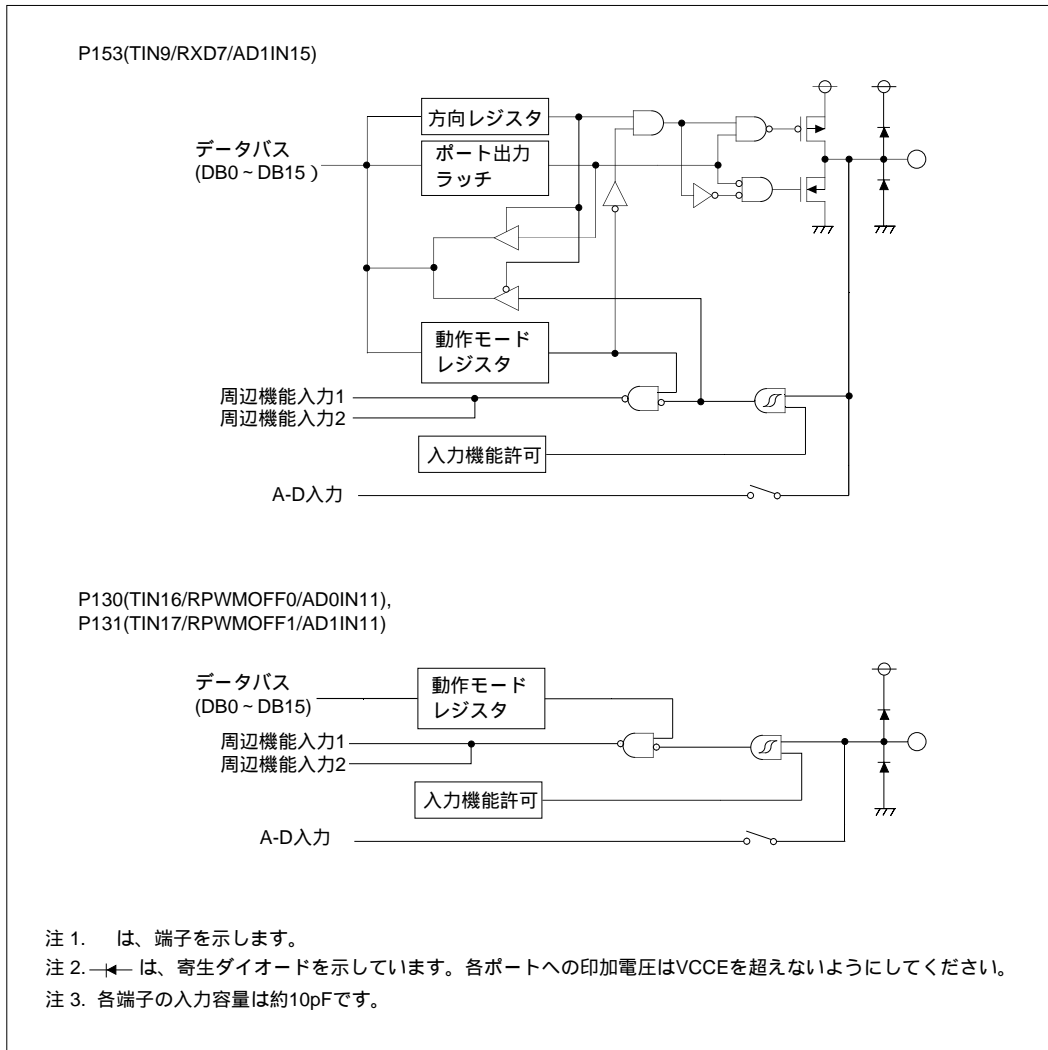 P153(TIN9/RXD7/AD1IN15)
データバス
(DB0 ~ DB15 )
方向レジスタ
ポート出力
ラッチ
動作モード
レジスタ
周辺機能入力1
周辺機能入力2
入力機能許可
A-D入力
P130(TIN16/RPWMOFF0/AD0IN11),
P131(TIN17/RPWMOFF1/AD1IN11)
データバス
(DB0 ~ DB15)
動作モード
レジスタ
周辺機能入力1
周辺機能入力2
入力機能許可
A-D入力
注 1. は、端子を示します。
注 2. は、寄生ダイオードを示しています。各ポートへの印加電圧はVCCEを超えないようにしてください。
注 3. 各端子の入力容量は約10pFです。